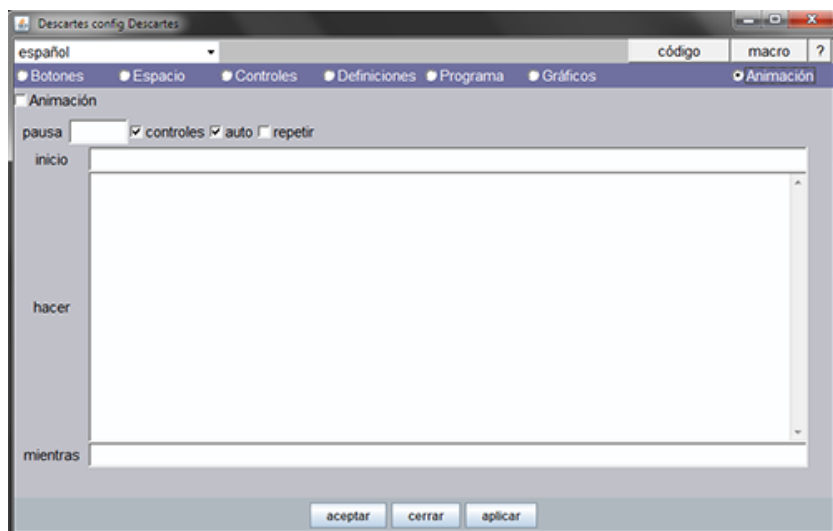 Descartes config Descartes
español código macro ?
Botones Espacio Controles Definiciones Programa Gráficos Animación
Animación
pausa controles auto repetir
inicio
hacer
mientras
aceptar cerrar aplicar